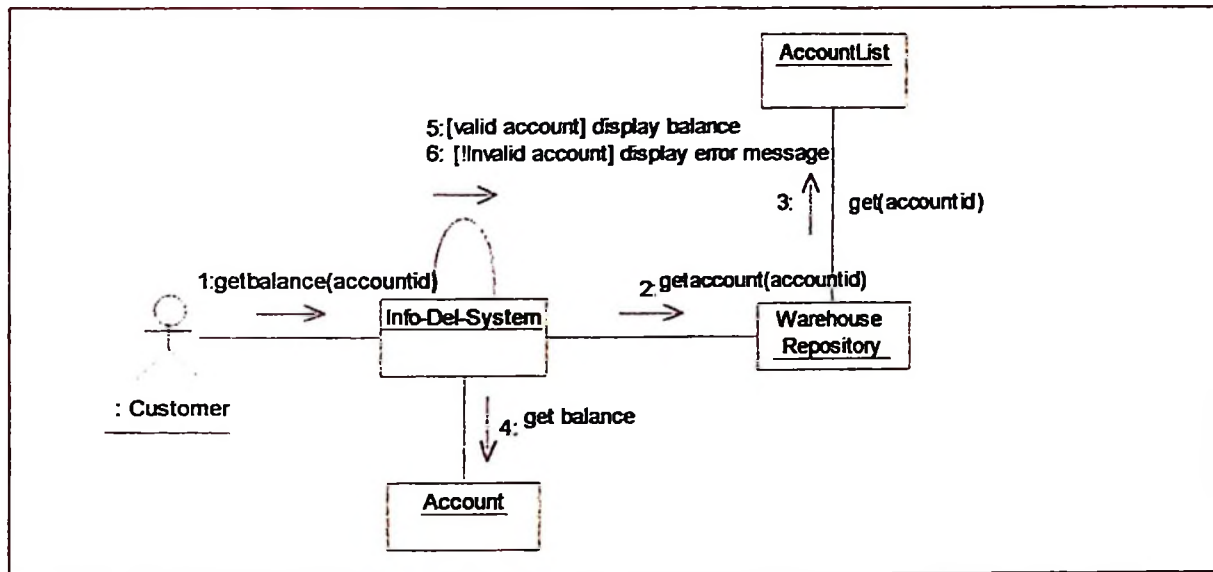 AccountList
5:[valid account] display balance
6: [!Invalid account] display error message
3: get(accountid)
1:getbalance(accountid)
2:getaccount(accountid)
Info-Del-System
Warehouse
Repository
: Customer
4: get balance
Account